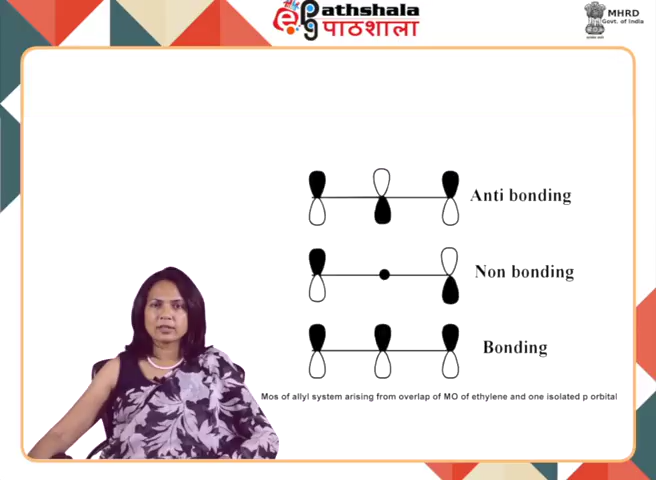 ePathshala
पाठशाला
MHRD
Govt. of India
Anti bonding
Non bonding
Bonding
Mos of allyl system arising from overlap of MO of ethylene and one isolated p orbital